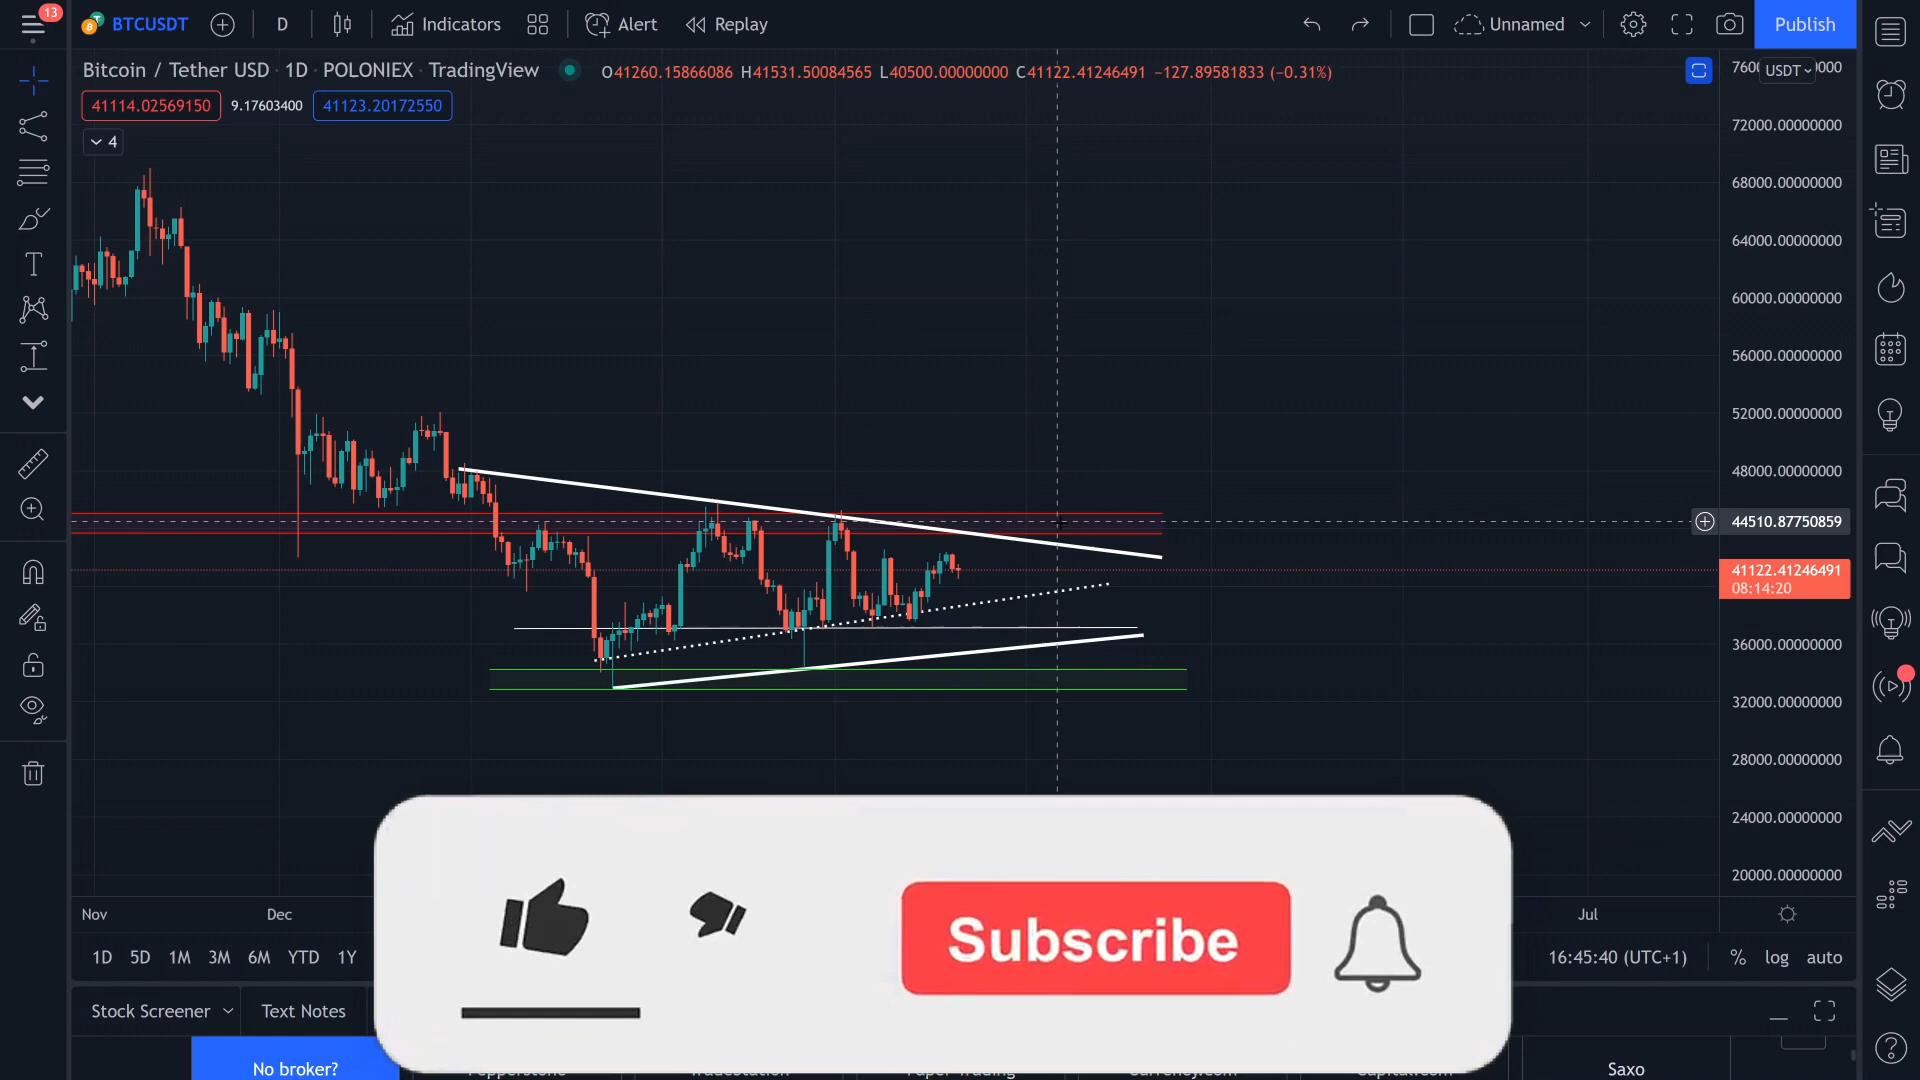 13
BTCUSDT
D
Indicators
Alert
Replay
Unnamed
Publish
Bitcoin / Tether USD · 1D · POLONIEX · TradingView
O41260.15866086 H41531.50084565 L40500.00000000 C41122.41246491 −127.89581833 (−0.31%)
USDT
41114.02569150 9.17603400 41123.20172550
4
72000.00000000
68000.00000000
64000.00000000
60000.00000000
56000.00000000
52000.00000000
48000.00000000
44510.87750859
41122.41246491
08:14:20
36000.00000000
32000.00000000
28000.00000000
24000.00000000
20000.00000000
Nov
Dec
Jul
1D 5D 1M 3M 6M YTD 1Y
16:45:40 (UTC+1)
%
log
auto
Subscribe
Stock Screener
Text Notes
No broker?
Saxo